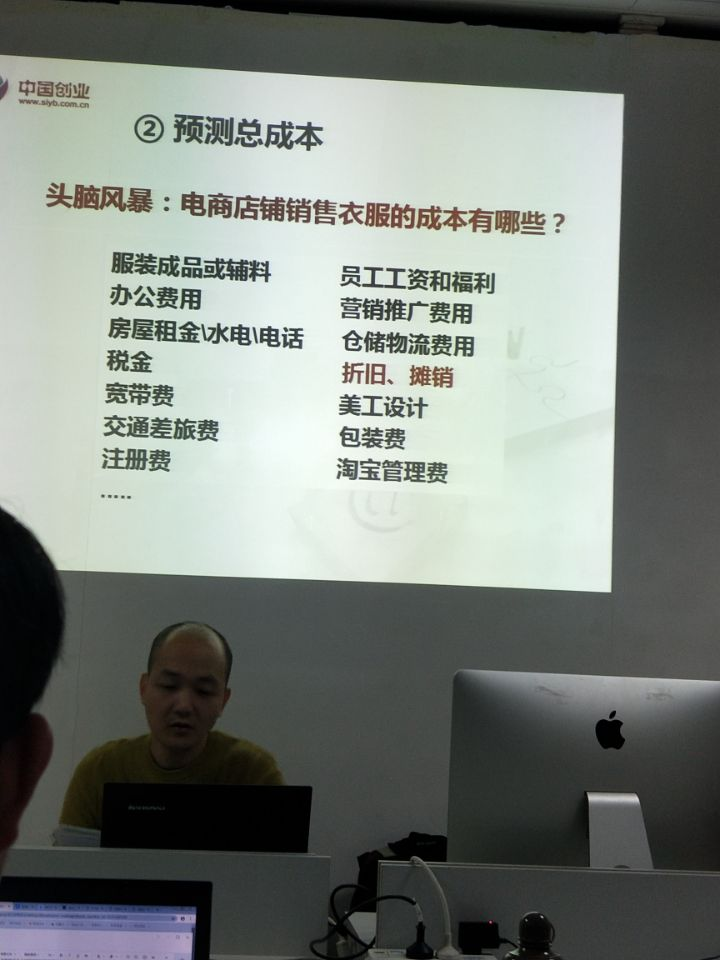 中国创业
www.siyb.com.cn
② 预测总成本
头脑风暴：电商店铺销售衣服的成本有哪些？
服装成品或辅料
办公费用
房屋租金\水电\电话
税金
宽带费
交通差旅费
注册费
......
员工工资和福利
营销推广费用
仓储物流费用
折旧、摊销
美工设计
包装费
淘宝管理费